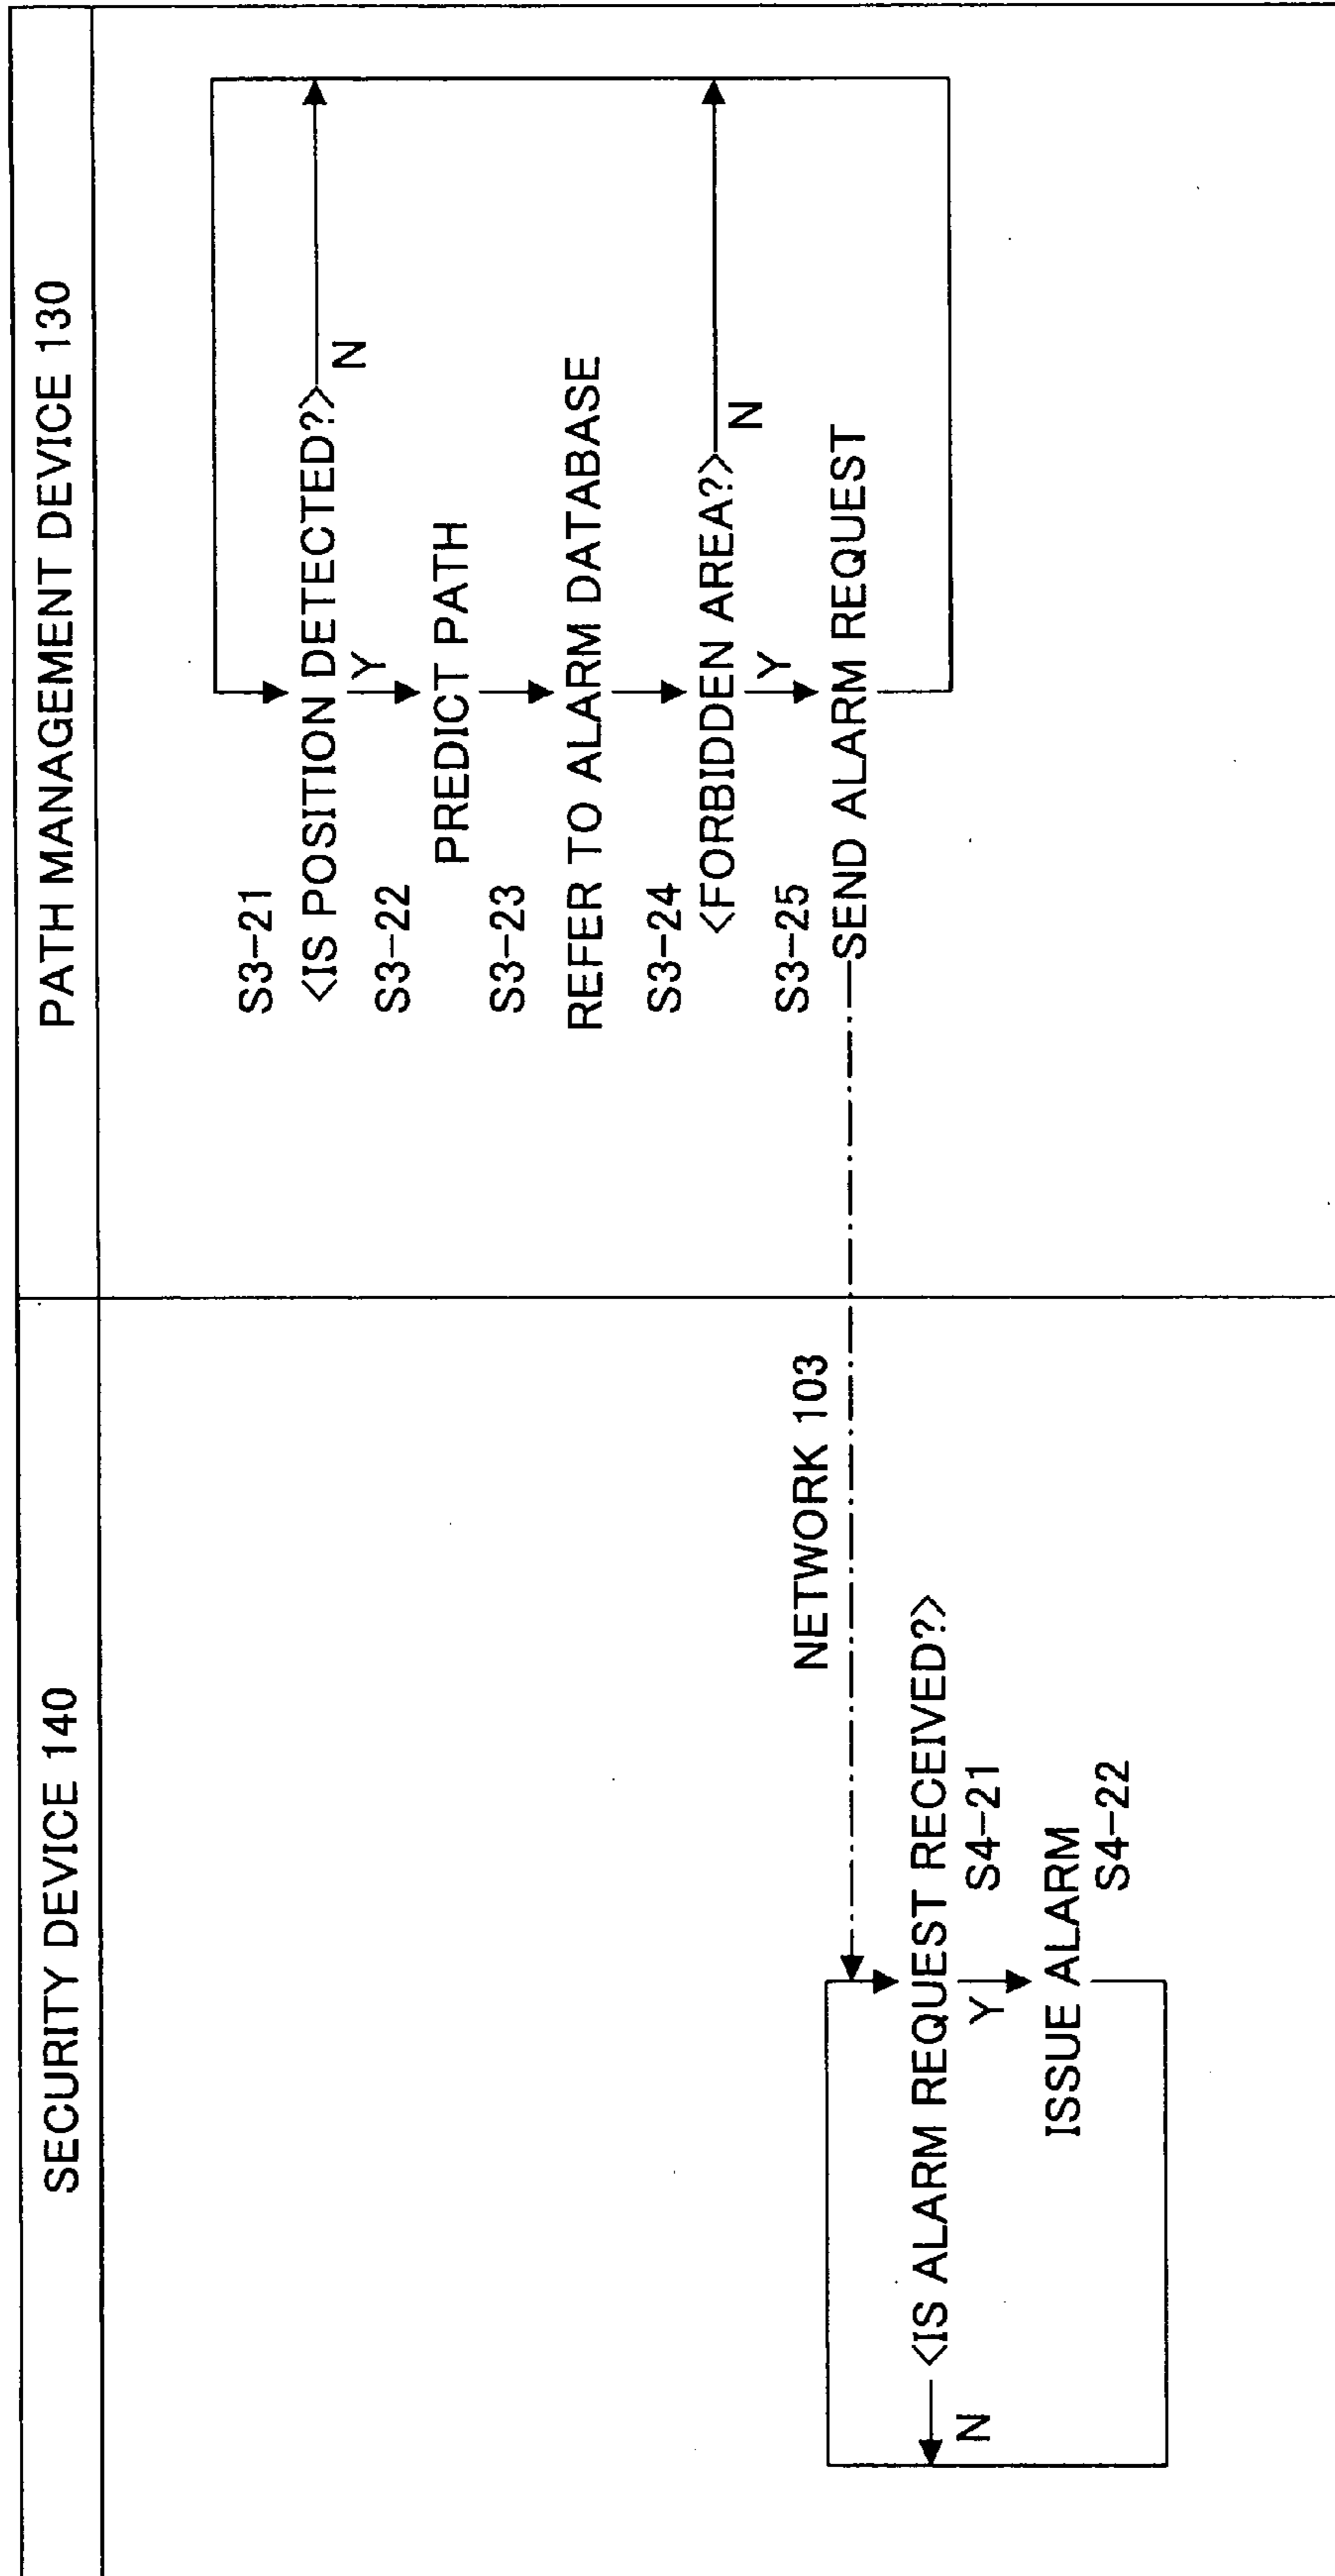 SECURITY DEVICE 140
PATH MANAGEMENT DEVICE 130
S3-21
<IS POSITION DETECTED?>
N
Y
S3-22
PREDICT PATH
S3-23
REFER TO ALARM DATABASE
S3-24
<FORBIDDEN AREA?>
N
Y
S3-25
SEND ALARM REQUEST
NETWORK 103
<IS ALARM REQUEST RECEIVED?>
N
Y
S4-21
ISSUE ALARM
S4-22